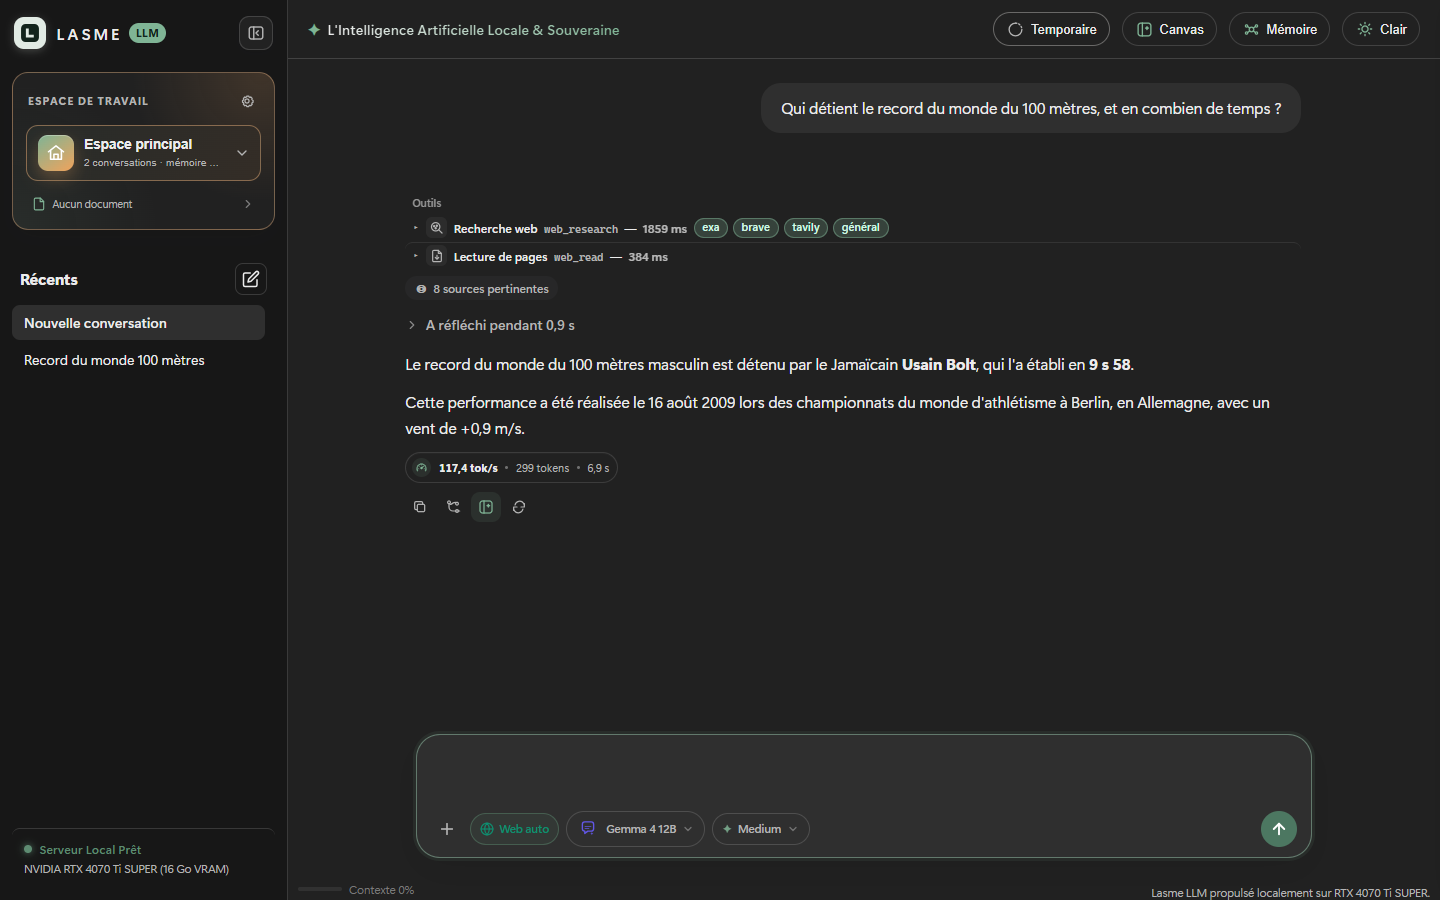 LASME LLM
ESPACE DE TRAVAIL
Espace principal
2 conversations · mémoire ...
Aucun document
Récents
Nouvelle conversation
Record du monde 100 mètres
Serveur Local Prêt
NVIDIA RTX 4070 Ti SUPER (16 Go VRAM)
L'Intelligence Artificielle Locale & Souveraine
Temporaire
Canvas
Mémoire
Clair
Qui détient le record du monde du 100 mètres, et en combien de temps ?
Outils
Recherche web web_research — 1859 ms exa brave tavily général
Lecture de pages web_read — 384 ms
8 sources pertinentes
A réfléchi pendant 0,9 s
Le record du monde du 100 mètres masculin est détenu par le Jamaïcain Usain Bolt, qui l'a établi en 9 s 58.
Cette performance a été réalisée le 16 août 2009 lors des championnats du monde d'athlétisme à Berlin, en Allemagne, avec un
vent de +0,9 m/s.
117,4 tok/s • 299 tokens • 6,9 s
Web auto
Gemma 4 12B
Medium
Contexte 0%
Lasme LLM propulsé localement sur RTX 4070 Ti SUPER.